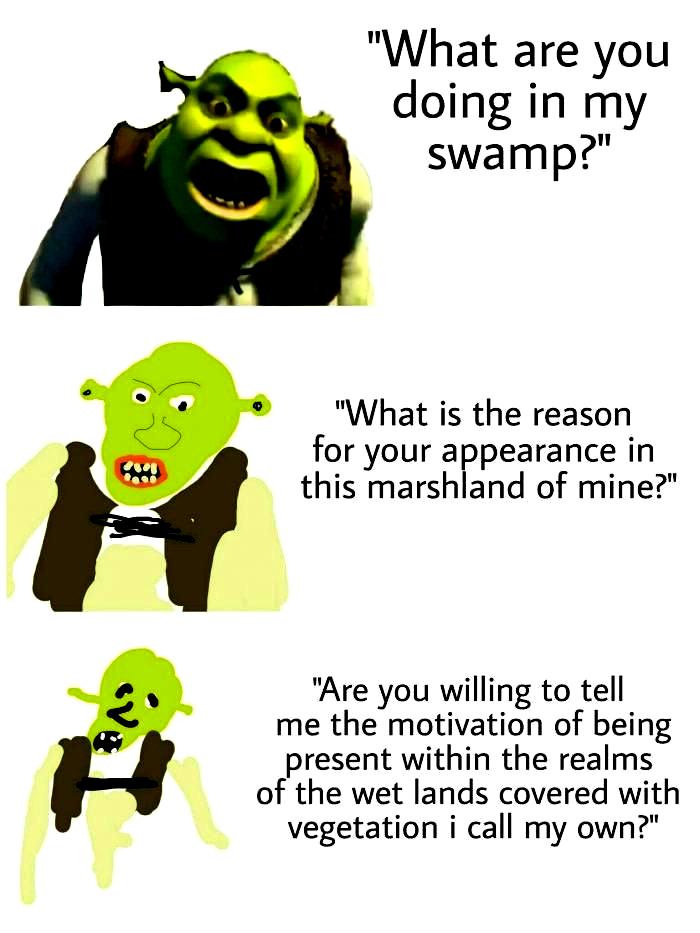 "What are you
doing in my
swamp?"
"What is the reason
for your appearance in
this marshland of mine?"
"Are you willing to tell
me the motivation of being
present within the realms
of the wet lands covered with
vegetation i call my own?"